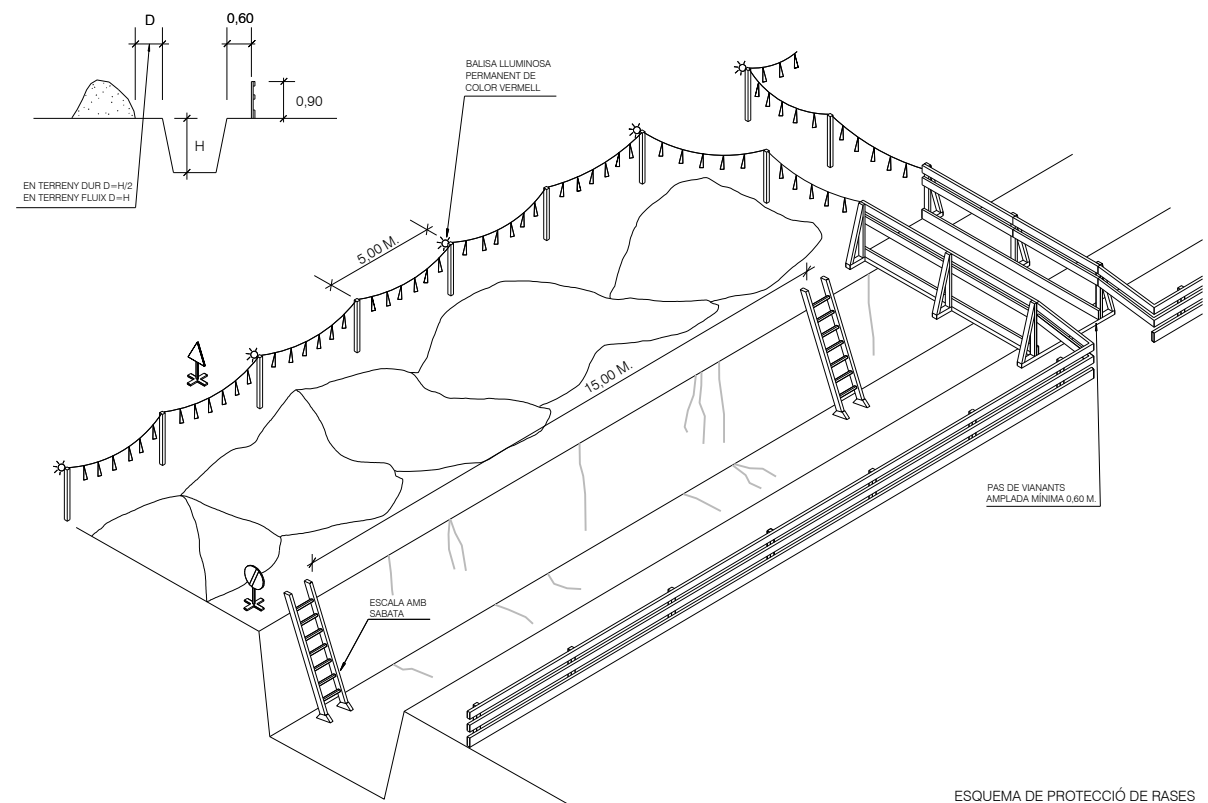 D
0,60
0,90
H
EN TERRENY DUR D=H/2
EN TERRENY FLUIX D=H
BALISA LLUMINOSA
PERMANENT DE
COLOR VERMELL
5,00 M.
15,00 M.
PAS DE VIANANTS
AMPLADA MÍNIMA 0,60 M.
ESCALA AMB
SABATA
ESQUEMA DE PROTECCIÓ DE RASES